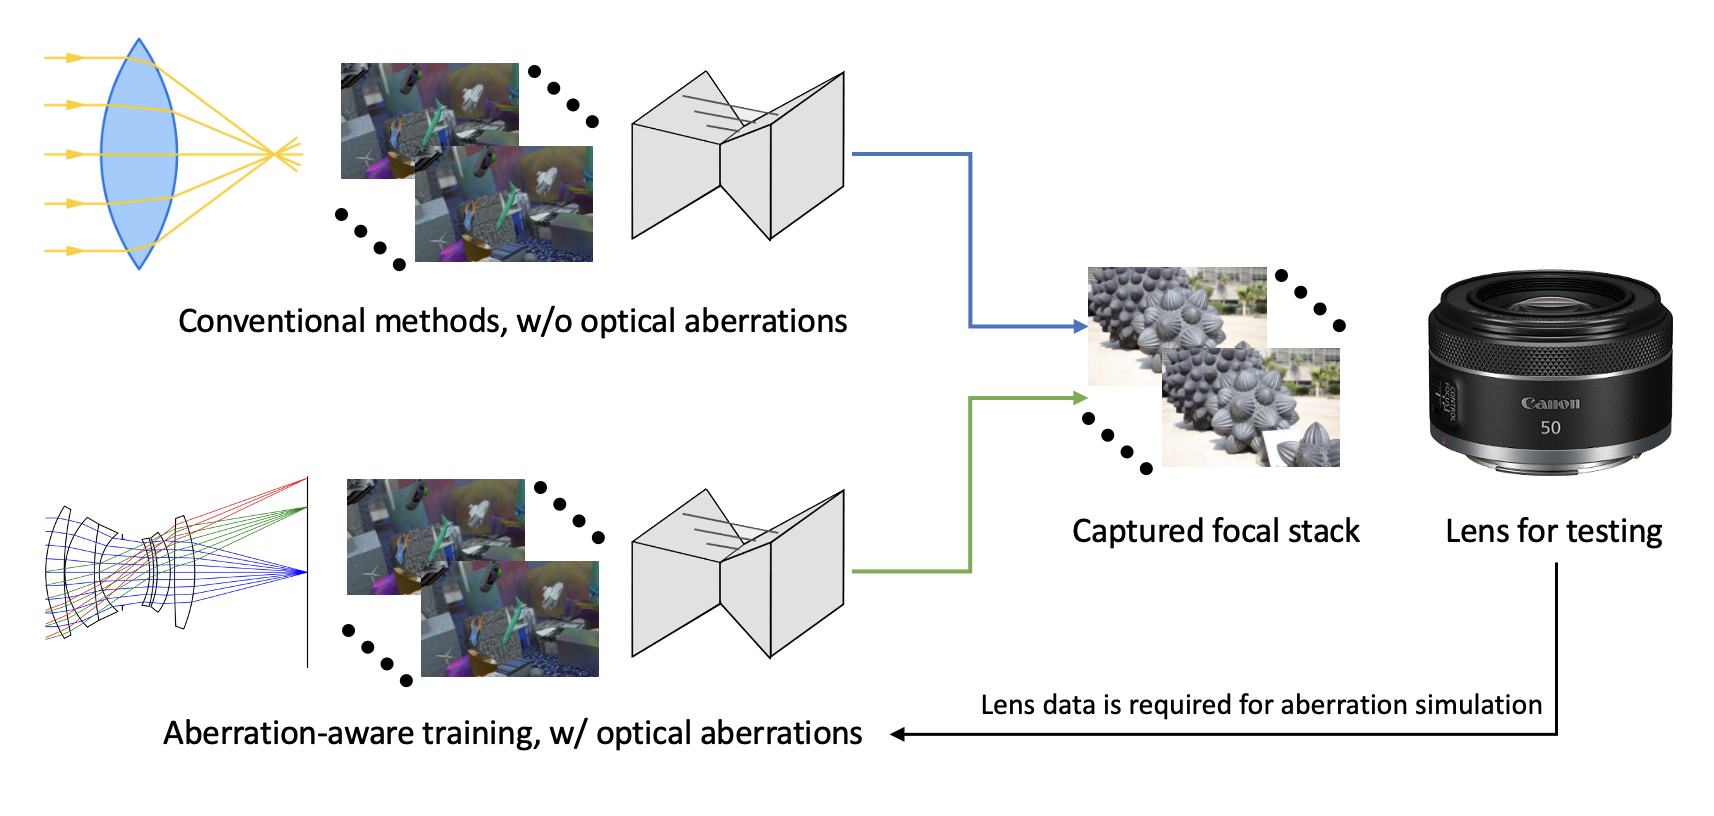 Conventional methods, w/o optical aberrations
Canon
50
Captured focal stack
Lens for testing
Lens data is required for aberration simulation
Aberration-aware training, w/ optical aberrations